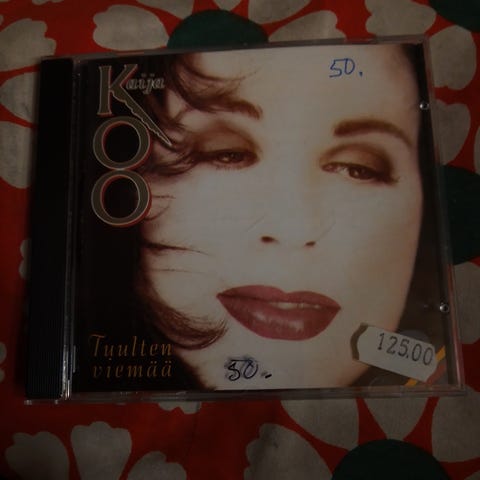 Kaija
KOO
50.
Tuulten
viemää
50.-
125.00